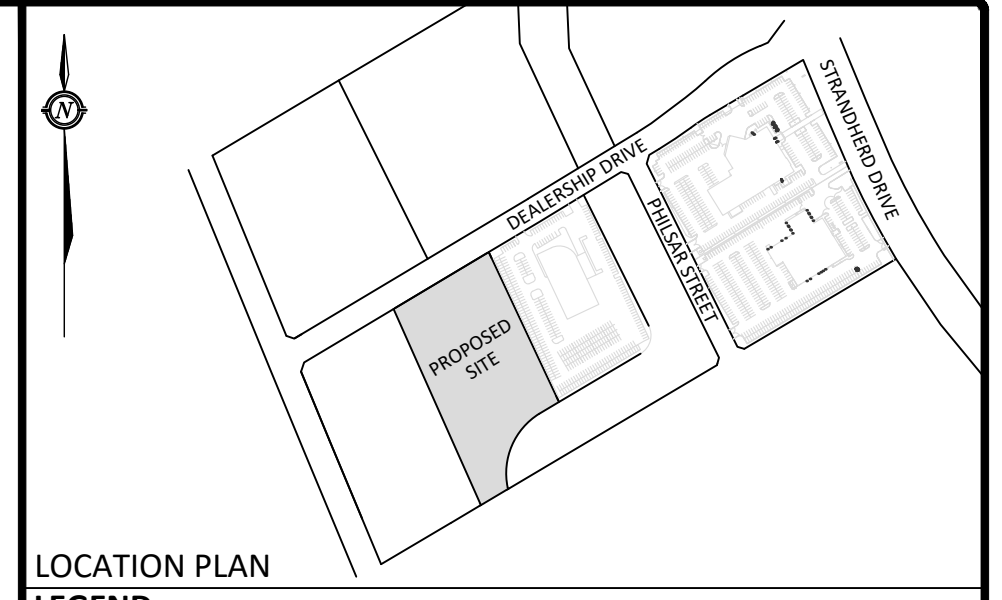 N
STRANDHERD DRIVE
DEALERSHIP DRIVE
PHILSAR STREET
PROPOSED
SITE
LOCATION PLAN
LEGEND